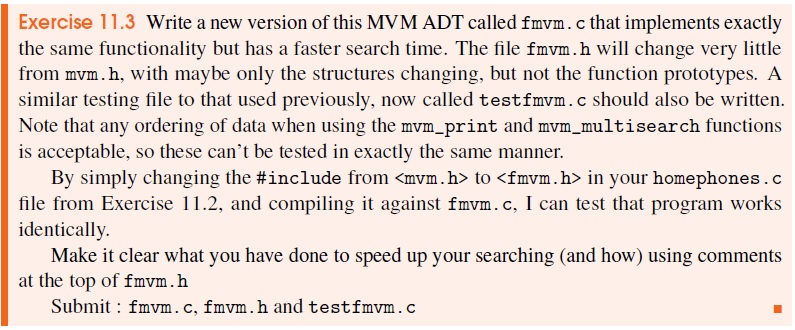 Exercise 11.3 Write a new version of this MVM ADT called fmvm.c that implements exactly
the same functionality but has a faster search time. The file fmvm.h will change very little
from mvm.h, with maybe only the structures changing, but not the function prototypes. A
similar testing file to that used previously, now called testfmvm.c should also be written.
Note that any ordering of data when using the mvm_print and mvm_multisearch functions
is acceptable, so these can't be tested in exactly the same manner.
By simply changing the #include from <mvm.h> to <fmvm.h> in your homephones.c
file from Exercise 11.2, and compiling it against fmvm.c, I can test that program works
identically.
Make it clear what you have done to speed up your searching (and how) using comments
at the top of fmvm.h
Submit : fmvm.c, fmvm.h and testfmvm.c